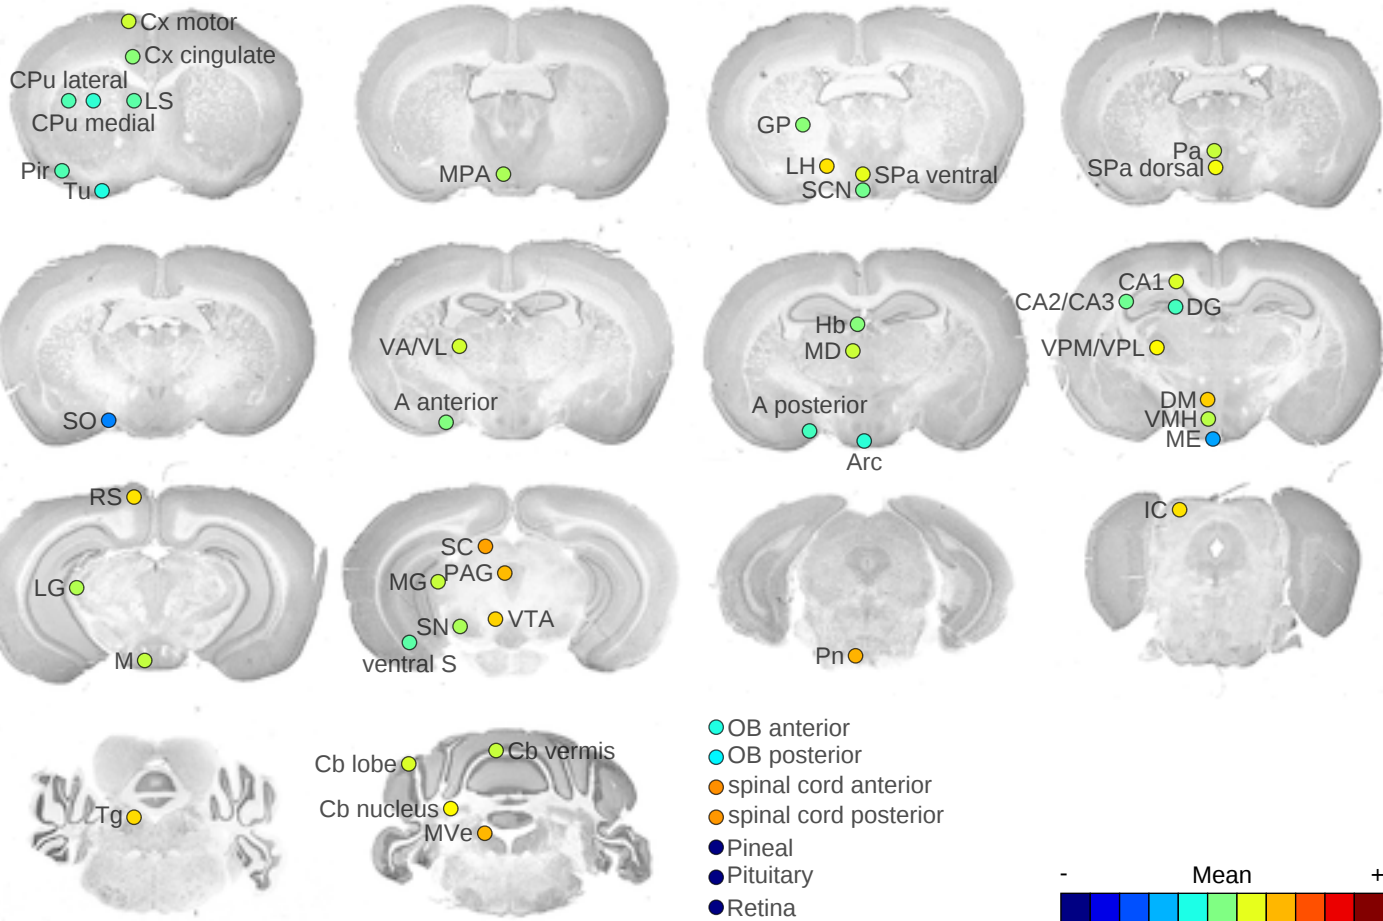 Cx motor
Cx cingulate
CPu lateral
LS
CPu medial
Pir
Tu
MPA
GP
LH
SPa ventral
SCN
Pa
SPa dorsal
SO
VA/VL
A anterior
Hb
MD
A posterior
Arc
CA1
CA2/CA3
DG
VPM/VPL
DM
VMH
ME
RS
LG
M
SC
PAG
MG
VTA
SN
ventral S
Pn
IC
Tg
Cb lobe
Cb vermis
Cb nucleus
MVe
OB anterior
OB posterior
spinal cord anterior
spinal cord posterior
Pineal
Pituitary
Retina
- Mean +